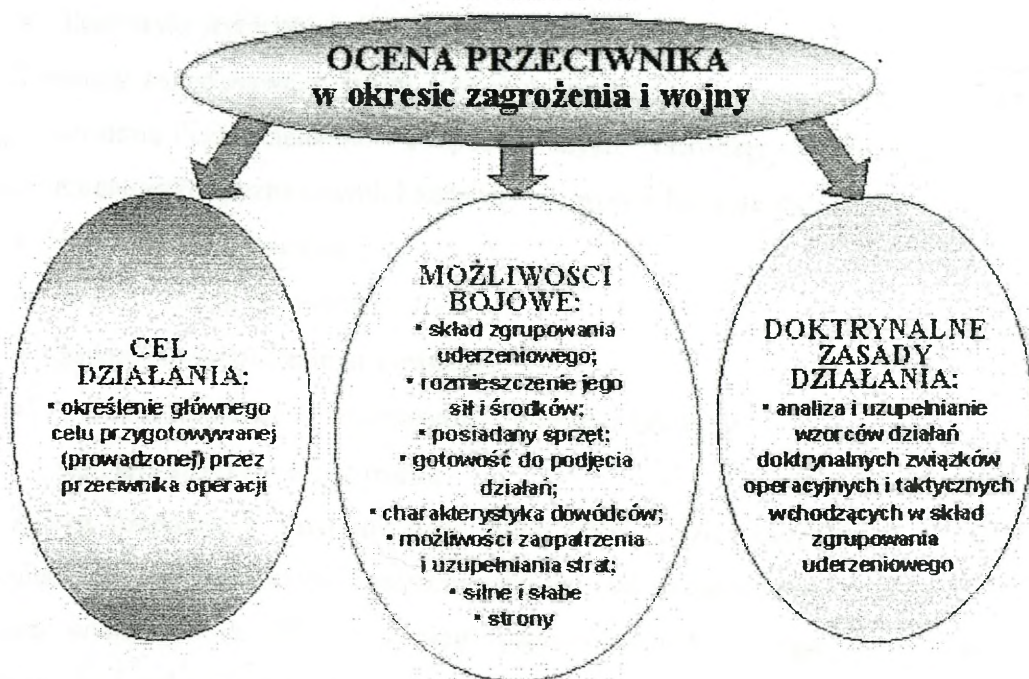 OCENA PRZECIWNIKA
w okresie zagrożenia i wojny
CEL
DZIAŁANIA:
▪ określenie głównego
celu przygotowywanej
(prowadzonej) przez
przeciwnika operacji
MOŻLIWOSCI
BOJOWE:
▪ skład zgrupowania
uderzeniowego;
▪ rozmieszczenie jego
sił i środków;
▪ posiadany sprzęt;
▪ gotowość do podjęcia
działań;
▪ charakterystyka dowódców;
▪ możliwości zaopatrzenia
i uzupełniania strat;
▪ silne i słabe
▪ strony
DOKTRYNALNE
ZASADY
DZIAŁANIA:
▪ analiza i uzupełnianie
wzorców działań
doktrynalnych związków
operacyjnych i taktycznych
wchodzących w skład
zgrupowania
uderzeniowego